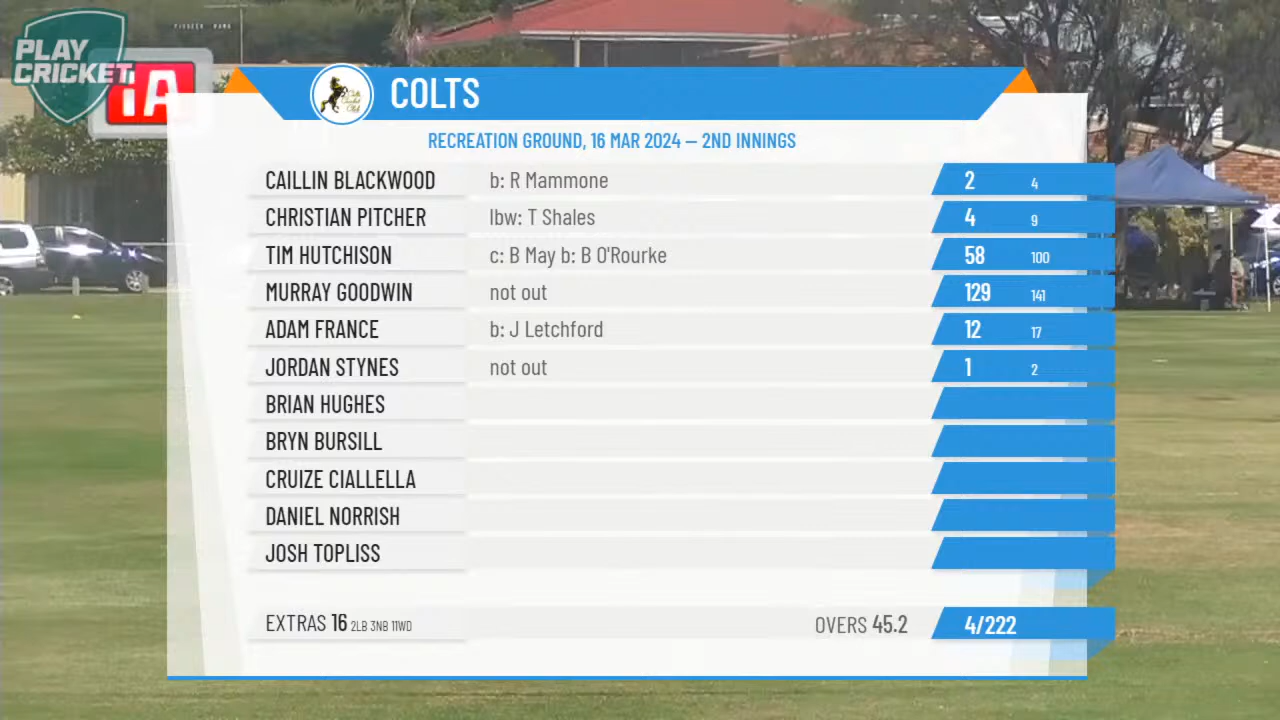 PLAY
CRICKET
iA
COLTS
RECREATION GROUND, 16 MAR 2024 – 2ND INNINGS
CAILLIN BLACKWOOD b: R Mammone 2 4
CHRISTIAN PITCHER lbw: T Shales 4 9
TIM HUTCHISON c: B May b: B O'Rourke 58 100
MURRAY GOODWIN not out 129 141
ADAM FRANCE b: J Letchford 12 17
JORDAN STYNES not out 1 2
BRIAN HUGHES
BRYN BURSILL
CRUIZE CIALLELLA
DANIEL NORRISH
JOSH TOPLISS
EXTRAS 16 2LB 3NB 11WD OVERS 45.2 4/222